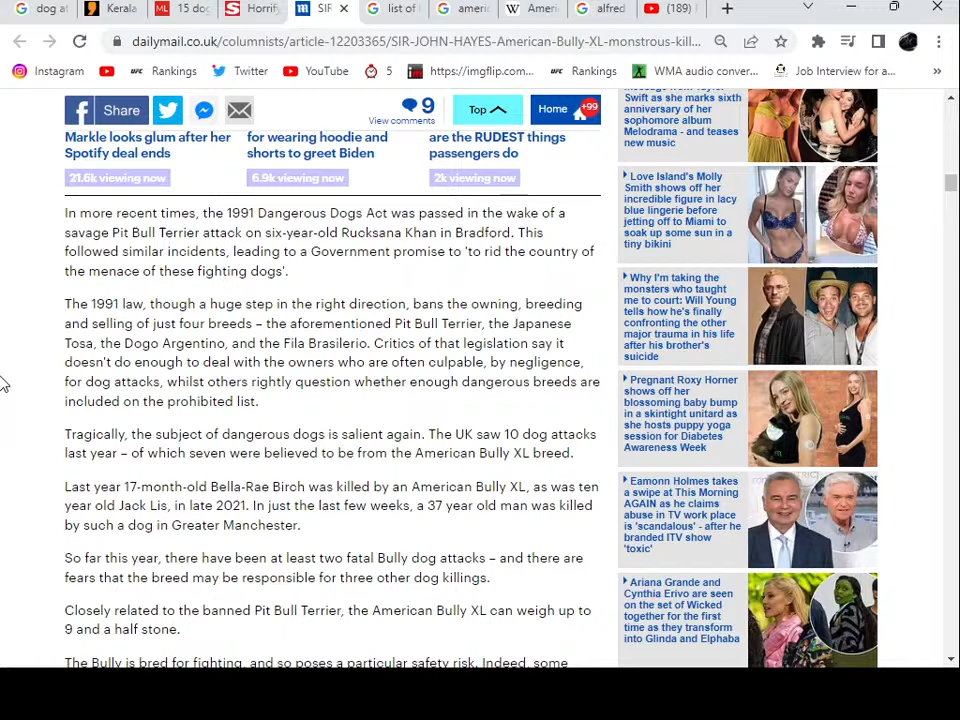 dog at
Kerala
15 dog
Horrify
SIR
list of
americ
Ameri
alfred
(189)
dailymail.co.uk/columnists/article-12203365/SIR-JOHN-HAYES-American-Bully-XL-monstrous-kill...
Instagram
Rankings
Twitter
YouTube
5
https://imgflip.com...
Rankings
WMA audio conver...
Job Interview for a...
Share
9
View comments
Top
Home
+99
Markle looks glum after her
Spotify deal ends
21.6k viewing now
for wearing hoodie and
shorts to greet Biden
6.9k viewing now
are the RUDEST things
passengers do
2k viewing now
In more recent times, the 1991 Dangerous Dogs Act was passed in the wake of a
savage Pit Bull Terrier attack on six-year-old Rucksana Khan in Bradford. This
followed similar incidents, leading to a Government promise to 'to rid the country of
the menace of these fighting dogs'.
The 1991 law, though a huge step in the right direction, bans the owning, breeding
and selling of just four breeds – the aforementioned Pit Bull Terrier, the Japanese
Tosa, the Dogo Argentino, and the Fila Brasilerio. Critics of that legislation say it
doesn't do enough to deal with the owners who are often culpable, by negligence,
for dog attacks, whilst others rightly question whether enough dangerous breeds are
included on the prohibited list.
Tragically, the subject of dangerous dogs is salient again. The UK saw 10 dog attacks
last year – of which seven were believed to be from the American Bully XL breed.
Last year 17-month-old Bella-Rae Birch was killed by an American Bully XL, as was ten
year old Jack Lis, in late 2021. In just the last few weeks, a 37 year old man was killed
by such a dog in Greater Manchester.
So far this year, there have been at least two fatal Bully dog attacks – and there are
fears that the breed may be responsible for three other dog killings.
Closely related to the banned Pit Bull Terrier, the American Bully XL can weigh up to
9 and a half stone.
The Bully is bred for fighting, and so poses a particular safety risk. Indeed, some
Swift as she marks sixth
anniversary of her
sophomore album
Melodrama - and teases
new music
Love Island's Molly
Smith shows off her
incredible figure in lacy
blue lingerie before
jetting off to Miami to
soak up some sun in a
tiny bikini
Why I'm taking the
monsters who taught
me to court: Will Young
tells how he's finally
confronting the other
major trauma in his life
after his brother's
suicide
Pregnant Roxy Horner
shows off her
blossoming baby bump
in a skintight unitard as
she hosts puppy yoga
session for Diabetes
Awareness Week
Eamonn Holmes takes
a swipe at This Morning
AGAIN as he claims
abuse in TV work place
is 'scandalous' - after he
branded ITV show
'toxic'
Ariana Grande and
Cynthia Erivo are seen
on the set of Wicked
together for the first
time as they transform
into Glinda and Elphaba